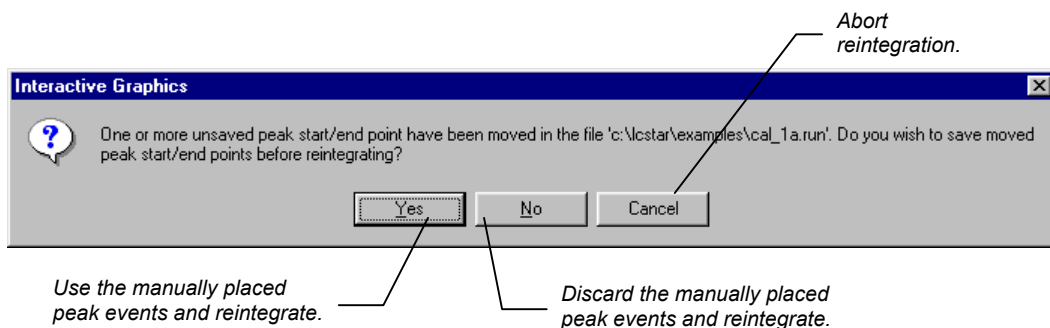 Abort
reintegration.
Interactive Graphics
One or more unsaved peak start/end point have been moved in the file 'c:\lcstar\examples\cal_1a.run'. Do you wish to save moved
peak start/end points before reintegrating?
Yes No Cancel
Use the manually placed
peak events and reintegrate.
Discard the manually placed
peak events and reintegrate.